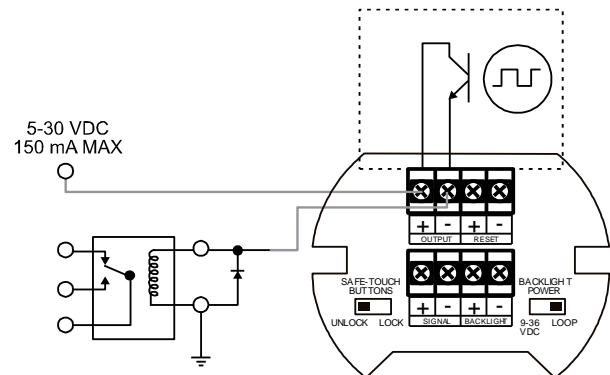 5-30 VDC
150 mA MAX
+ - + -
OUTPUT RESET
SAFE-TOUCH
BUTTONS
UNLOCK LOCK
+ - + -
SIGNAL BACKLIGHT
BACKLIGHT
POWER
9-36
VDC
LOOP